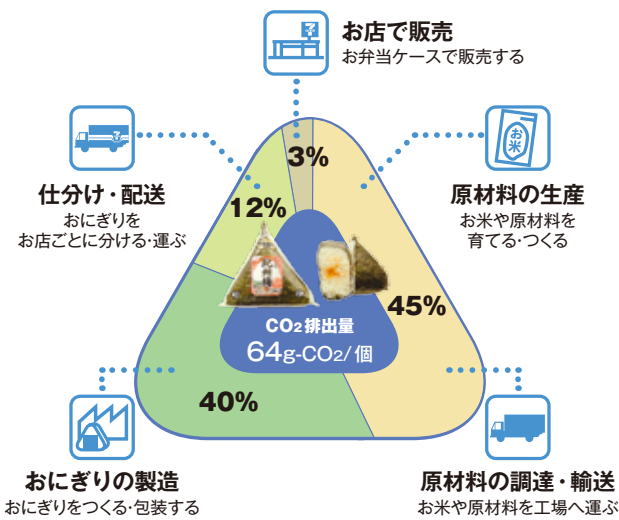 お店で販売
お弁当ケースで販売する
仕分け・配送
おにぎりを
お店ごとに分ける・運ぶ
お米
原材料の生産
お米や原材料を
育てる・つくる
3%
12%
45%
40%
CO₂排出量
64g-CO₂/個
おにぎりの製造
おにぎりをつくる・包装する
原材料の調達・輸送
お米や原材料を工場へ運ぶ